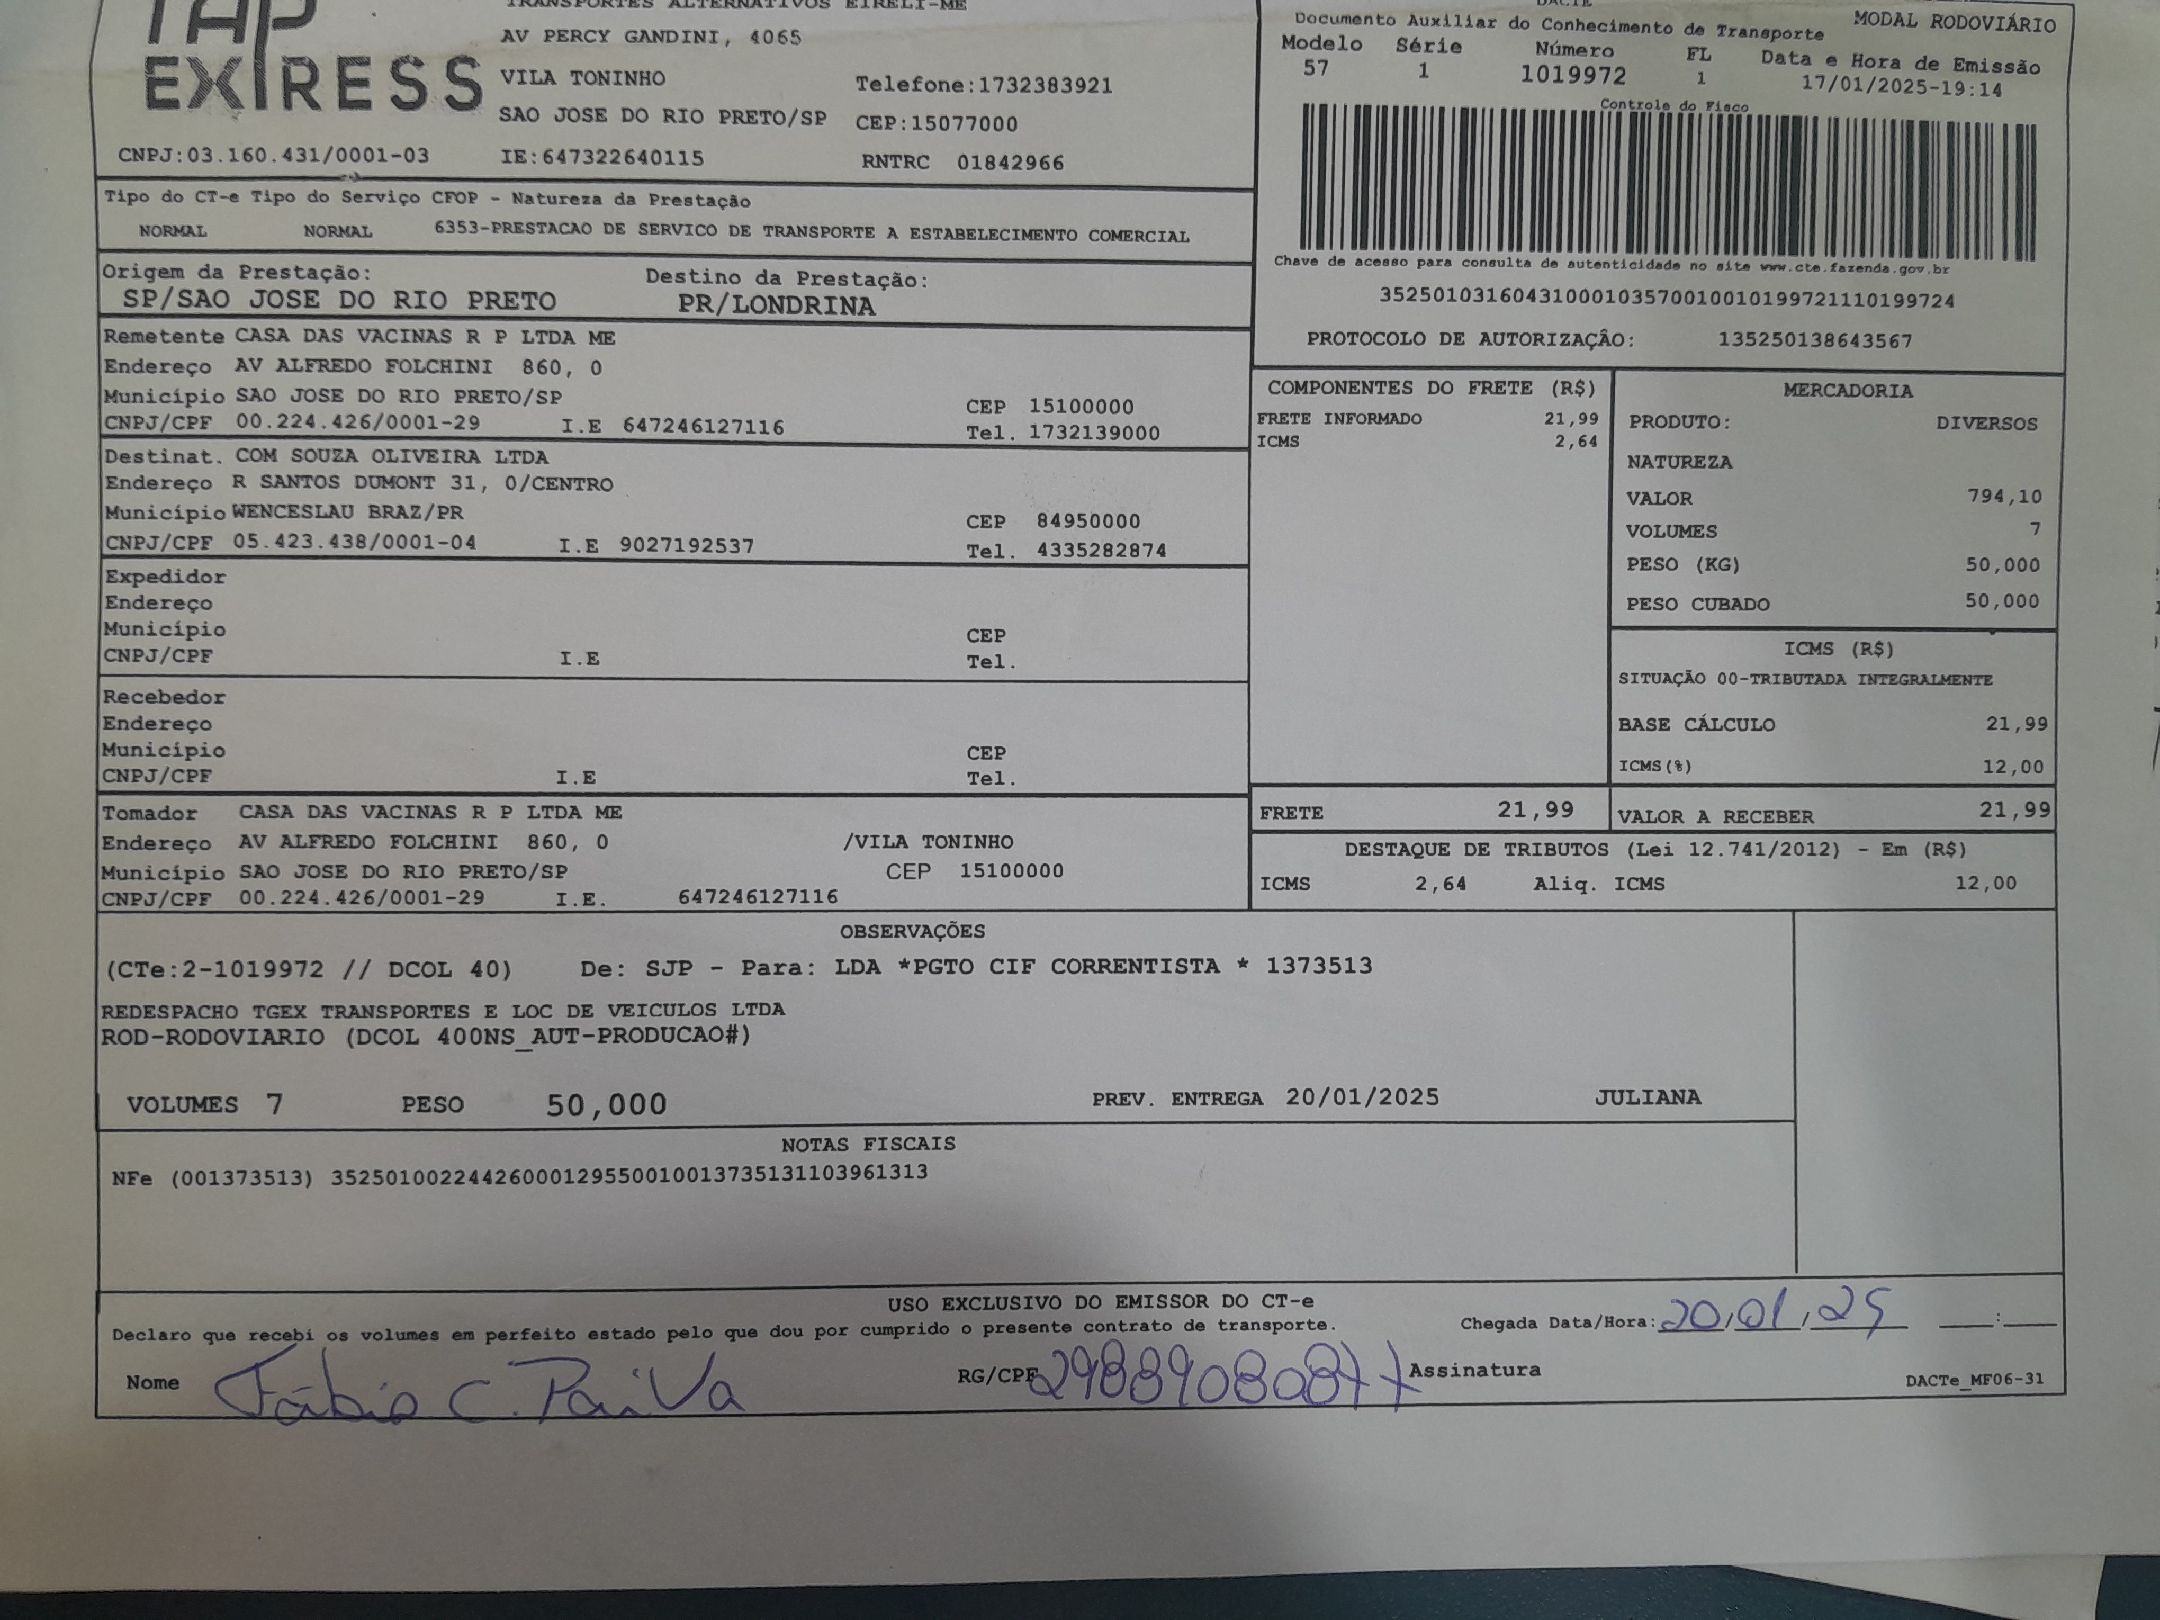 TAP
EXPRESS
TRANSPORTES ALTERNATIVOS EIRELI-ME
AV PERCY GANDINI, 4065
VILA TONINHO
Telefone:1732383921
SAO JOSE DO RIO PRETO/SP CEP:15077000
CNPJ:03.160.431/0001-03 IE:647322640115 RNTRC 01842966
DACTE
Documento Auxiliar do Conhecimento de Transporte MODAL RODOVIÁRIO
Modelo Série Número FL Data e Hora de Emissão
57 1 1019972 1 17/01/2025-19:14
Controle do Fisco
Chave de acesso para consulta de autenticidade no site www.cte.fazenda.gov.br
35250103160431000103570010010199721110199724
PROTOCOLO DE AUTORIZAÇÂO: 135250138643567
Tipo do CT-e Tipo do Serviço CFOP - Natureza da Prestação
NORMAL NORMAL 6353-PRESTACAO DE SERVICO DE TRANSPORTE A ESTABELECIMENTO COMERCIAL
Origem da Prestação: Destino da Prestação:
SP/SAO JOSE DO RIO PRETO PR/LONDRINA
Remetente CASA DAS VACINAS R P LTDA ME
Endereço AV ALFREDO FOLCHINI 860, 0
Município SAO JOSE DO RIO PRETO/SP CEP 15100000
CNPJ/CPF 00.224.426/0001-29 I.E 647246127116 Tel. 1732139000
Destinat. COM SOUZA OLIVEIRA LTDA
Endereço R SANTOS DUMONT 31, 0/CENTRO
Município WENCESLAU BRAZ/PR CEP 84950000
CNPJ/CPF 05.423.438/0001-04 I.E 9027192537 Tel. 4335282874
Expedidor
Endereço
Município CEP
CNPJ/CPF I.E Tel.
Recebedor
Endereço
Município CEP
CNPJ/CPF I.E Tel.
Tomador CASA DAS VACINAS R P LTDA ME
Endereço AV ALFREDO FOLCHINI 860, 0 /VILA TONINHO
Município SAO JOSE DO RIO PRETO/SP CEP 15100000
CNPJ/CPF 00.224.426/0001-29 I.E. 647246127116
COMPONENTES DO FRETE (R$)
FRETE INFORMADO 21,99
ICMS 2,64
MERCADORIA
PRODUTO: DIVERSOS
NATUREZA
VALOR 794,10
VOLUMES 7
PESO (KG) 50,000
PESO CUBADO 50,000
ICMS (R$)
SITUAÇÃO 00-TRIBUTADA INTEGRALMENTE
BASE CÁLCULO 21,99
ICMS(%) 12,00
FRETE 21,99 VALOR A RECEBER 21,99
DESTAQUE DE TRIBUTOS (Lei 12.741/2012) - Em (R$)
ICMS 2,64 Aliq. ICMS 12,00
OBSERVAÇÕES
(CTe:2-1019972 // DCOL 40) De: SJP - Para: LDA *PGTO CIF CORRENTISTA * 1373513
REDESPACHO TGEX TRANSPORTES E LOC DE VEICULOS LTDA
ROD-RODOVIARIO (DCOL 400NS_AUT-PRODUCAO#)
VOLUMES 7 PESO 50,000 PREV. ENTREGA 20/01/2025 JULIANA
NOTAS FISCAIS
NFe (001373513) 35250100224426000129550010013735131103961313
USO EXCLUSIVO DO EMISSOR DO CT-e
Declaro que recebi os volumes em perfeito estado pelo que dou por cumprido o presente contrato de transporte. Chegada Data/Hora: 20/01/25 __:__
Nome Fábio C. Paiva RG/CPF Assinatura
DACTe_MF06-31